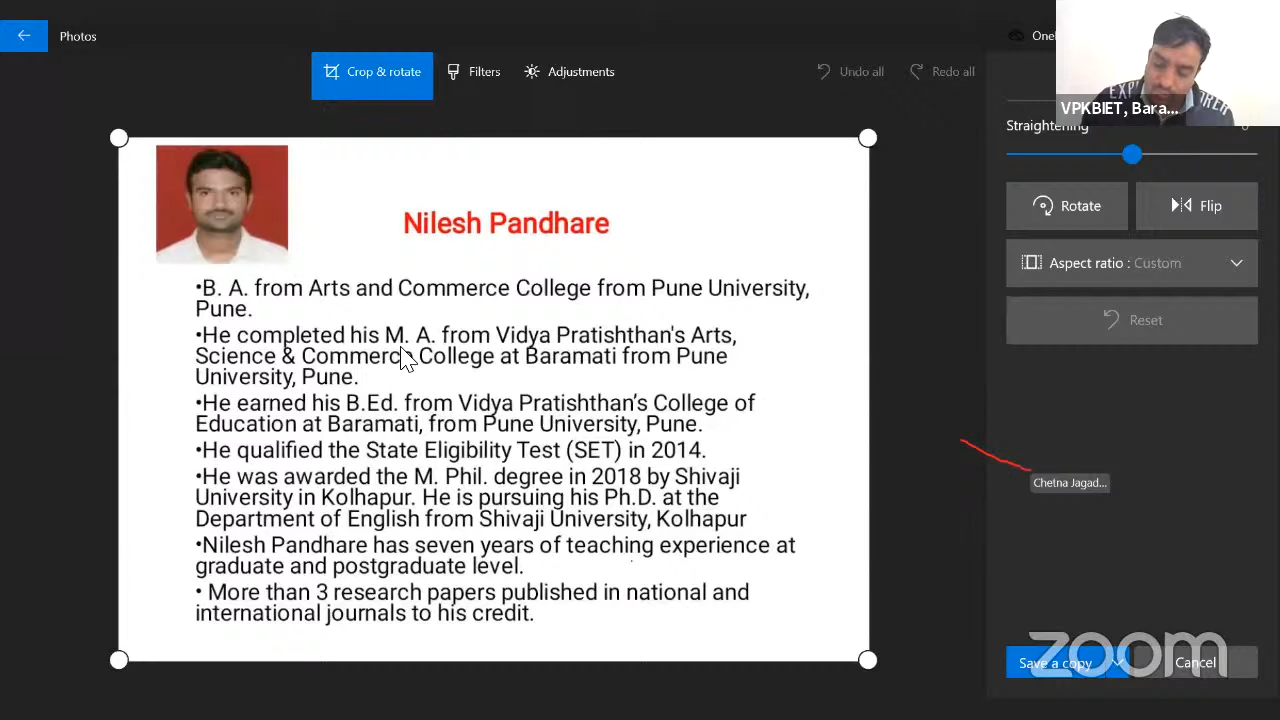 Photos
OneD
Crop & rotate
Filters
Adjustments
Undo all
Redo all
EXPL RER
VPKBIET, Bara...
Straightening
Rotate
Flip
Aspect ratio : Custom
Reset
Nilesh Pandhare
•B. A. from Arts and Commerce College from Pune University,
Pune.
•He completed his M. A. from Vidya Pratishthan's Arts,
Science & Commerce College at Baramati from Pune
University, Pune.
•He earned his B.Ed. from Vidya Pratishthan’s College of
Education at Baramati, from Pune University, Pune.
•He qualified the State Eligibility Test (SET) in 2014.
•He was awarded the M. Phil. degree in 2018 by Shivaji
University in Kolhapur. He is pursuing his Ph.D. at the
Department of English from Shivaji University, Kolhapur
•Nilesh Pandhare has seven years of teaching experience at
graduate and postgraduate level.
• More than 3 research papers published in national and
international journals to his credit.
Chetna Jagad...
zoom
Save a copy
Cancel